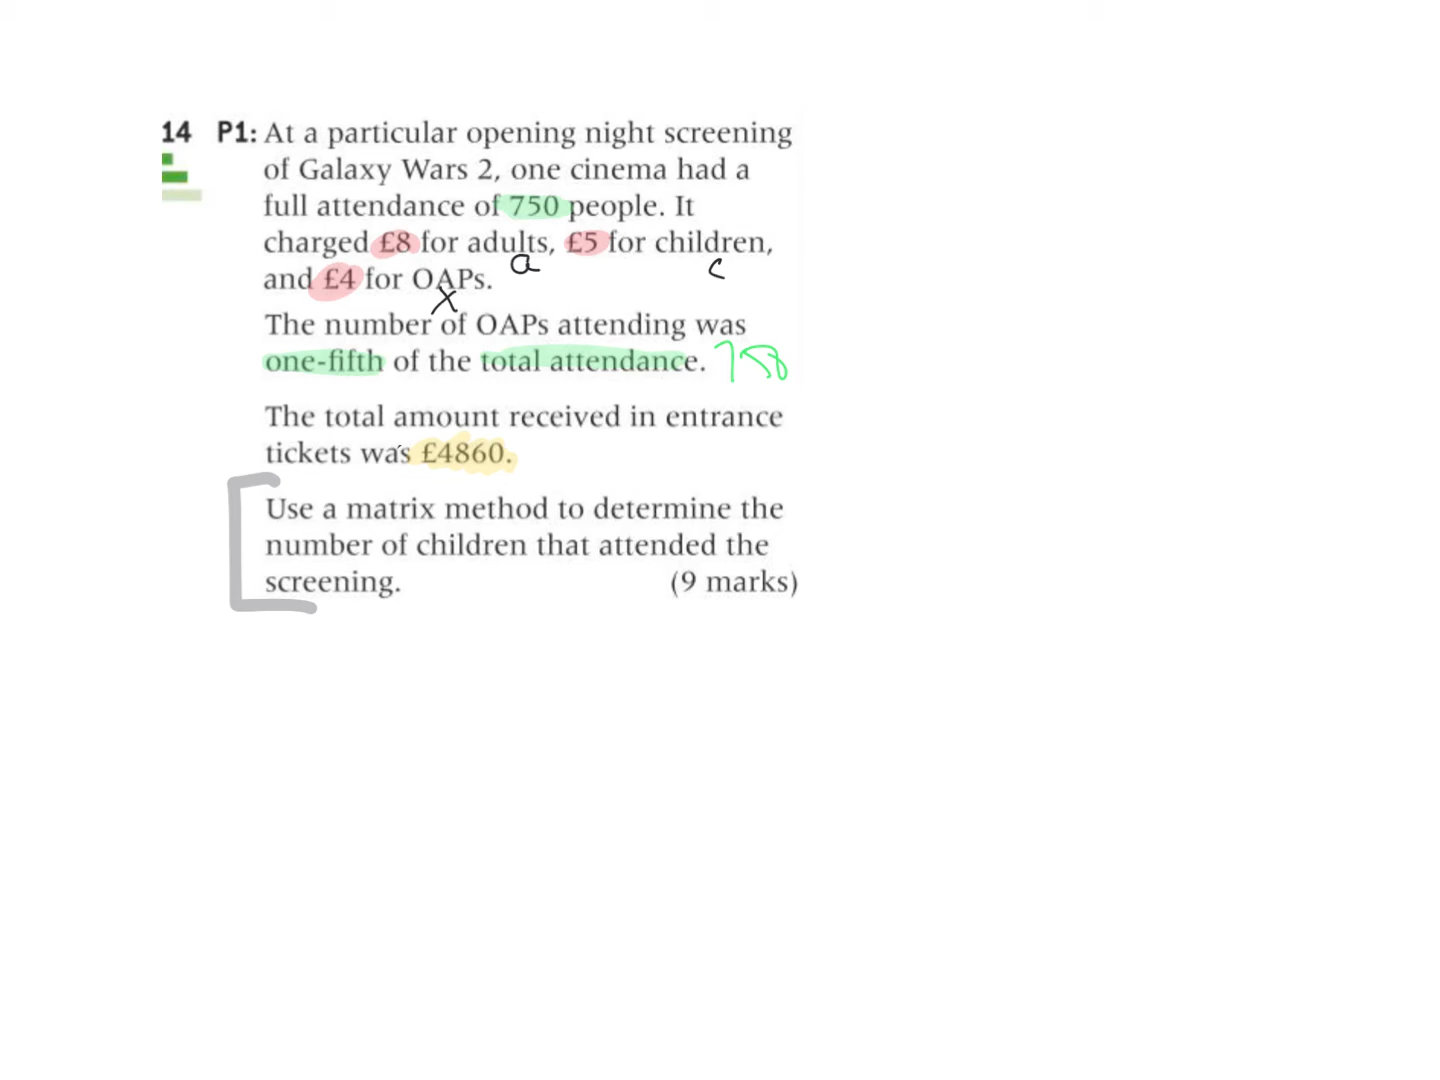 14 P1: At a particular opening night screening
of Galaxy Wars 2, one cinema had a
full attendance of 750 people. It
charged £8 for adults, £5 for children,
a c
and £4 for OAPs.
x
The number of OAPs attending was
one-fifth of the total attendance. 750
The total amount received in entrance
tickets was £4860.
Use a matrix method to determine the
number of children that attended the
screening. (9 marks)